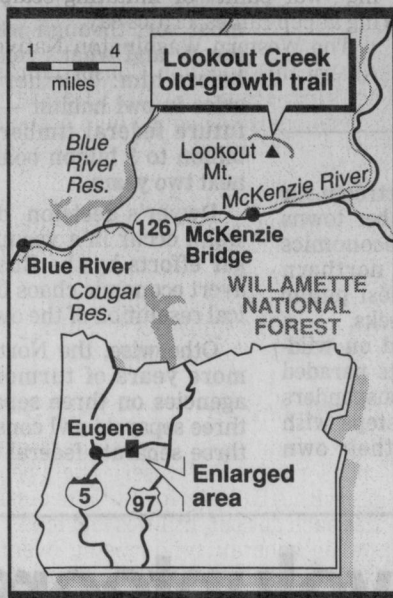 1 4
miles
Lookout Creek
old-growth trail
Blue
River
Res.
Lookout
Mt.
McKenzie River
126
McKenzie
Bridge
Blue River
Cougar
Res.
WILLAMETTE
NATIONAL
FOREST
Eugene
Enlarged
area
5
97